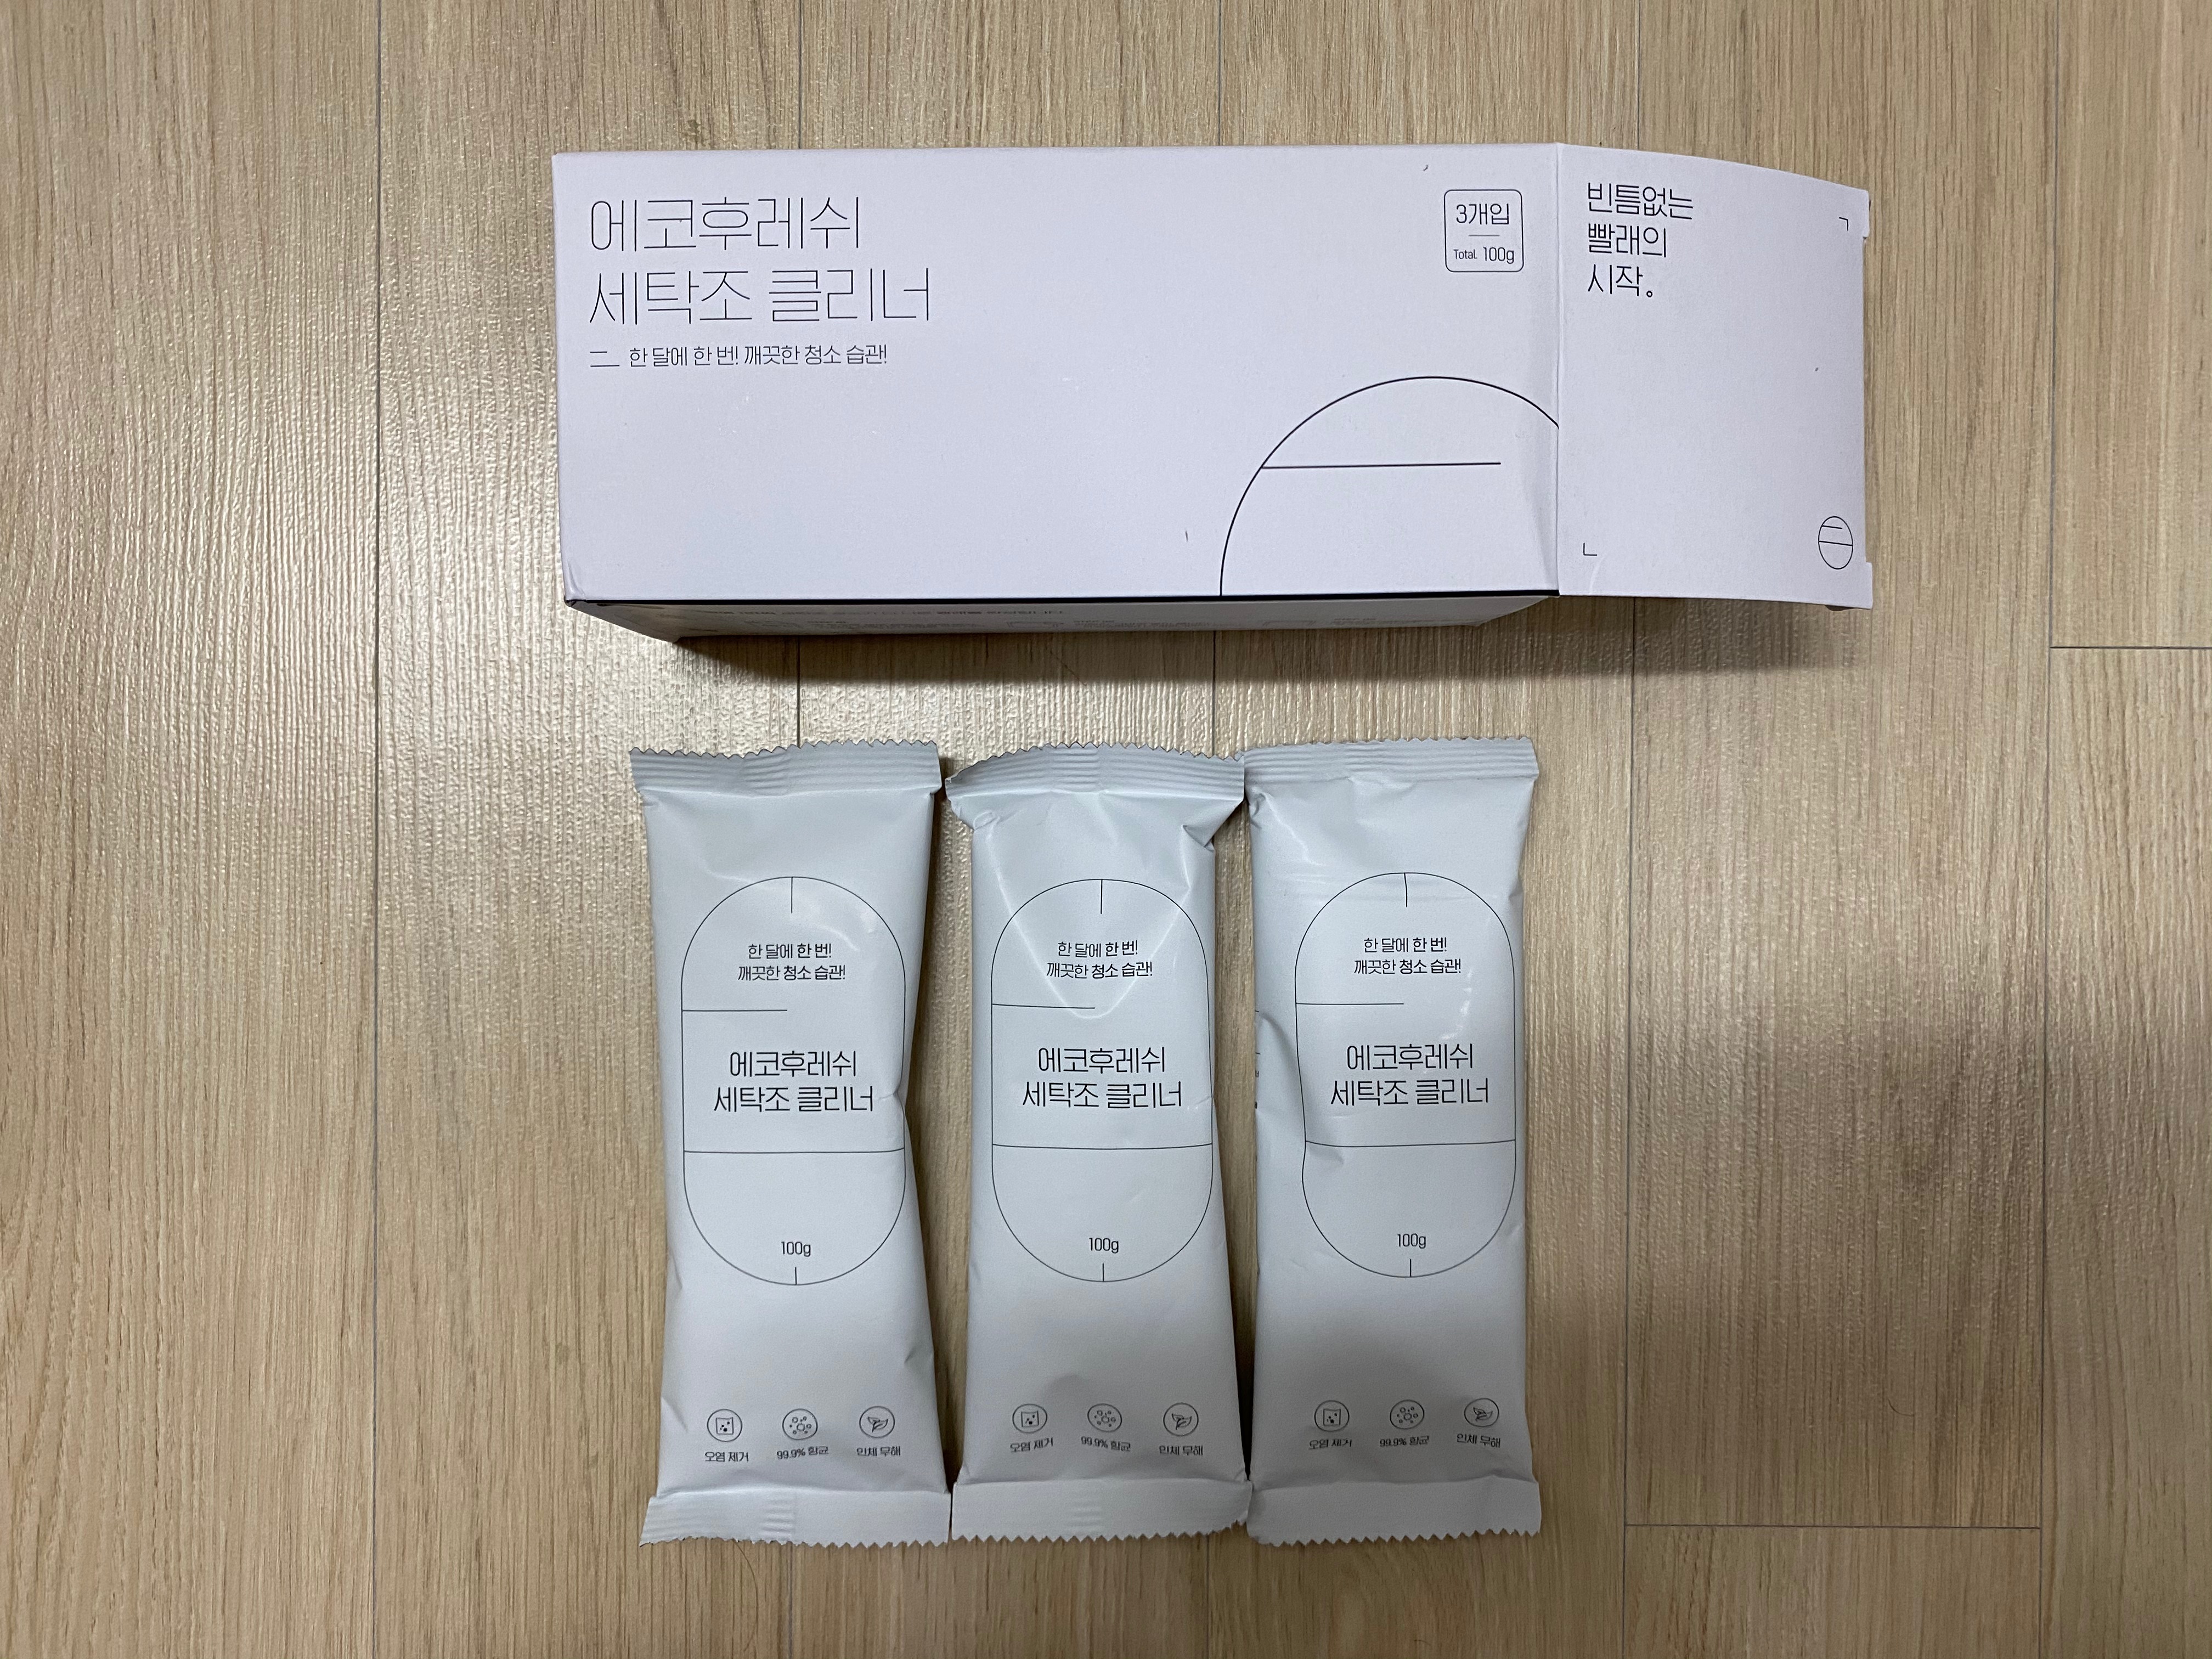 에코후레쉬
세탁조 클리너
한 달에 한 번! 깨끗한 청소 습관!
3개입
Total. 100g
빈틈없는
빨래의
시작。
한 달에 한 번!
깨끗한 청소 습관!
에코후레쉬
세탁조 클리너
100g
오염 제거
99.9% 항균
인체 무해
한 달에 한 번!
깨끗한 청소 습관!
에코후레쉬
세탁조 클리너
100g
오염 제거
99.9% 항균
인체 무해
한 달에 한 번!
깨끗한 청소 습관!
에코후레쉬
세탁조 클리너
100g
오염 제거
99.9% 항균
인체 무해